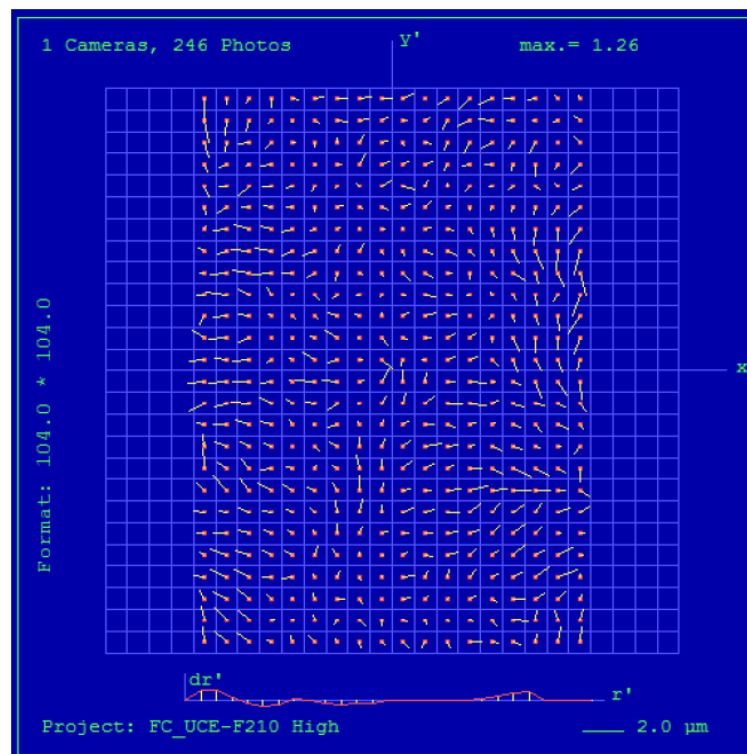 1 Cameras, 246 Photos
y'
max.= 1.26
Format: 104.0 * 104.0
x
dr'
r'
Project: FC_UCE-F210 High
2.0 µm